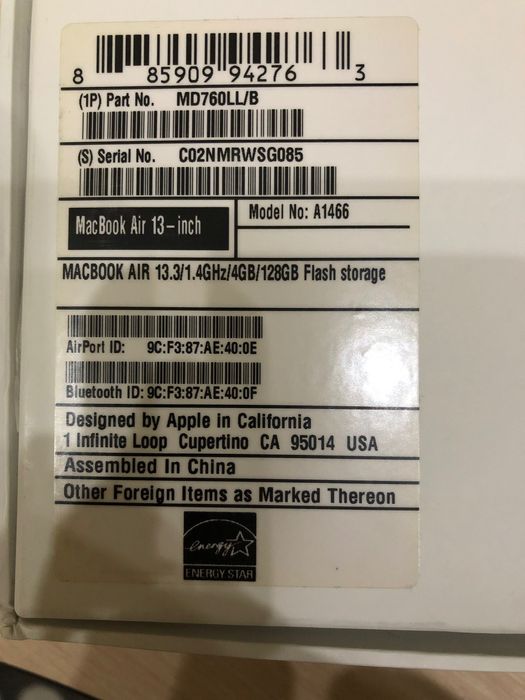 8 85909 94276 3
(1P) Part No. MD760LL/B
(S) Serial No. C02NMRWSG085
MacBook Air 13-inch
Model No: A1466
MACBOOK AIR 13.3/1.4GHz/4GB/128GB Flash storage
AirPort ID: 9C:F3:87:AE:40:0E
Bluetooth ID: 9C:F3:87:AE:40:0F
Designed by Apple in California
1 Infinite Loop Cupertino CA 95014 USA
Assembled In China
Other Foreign Items as Marked Thereon
energy
ENERGY STAR